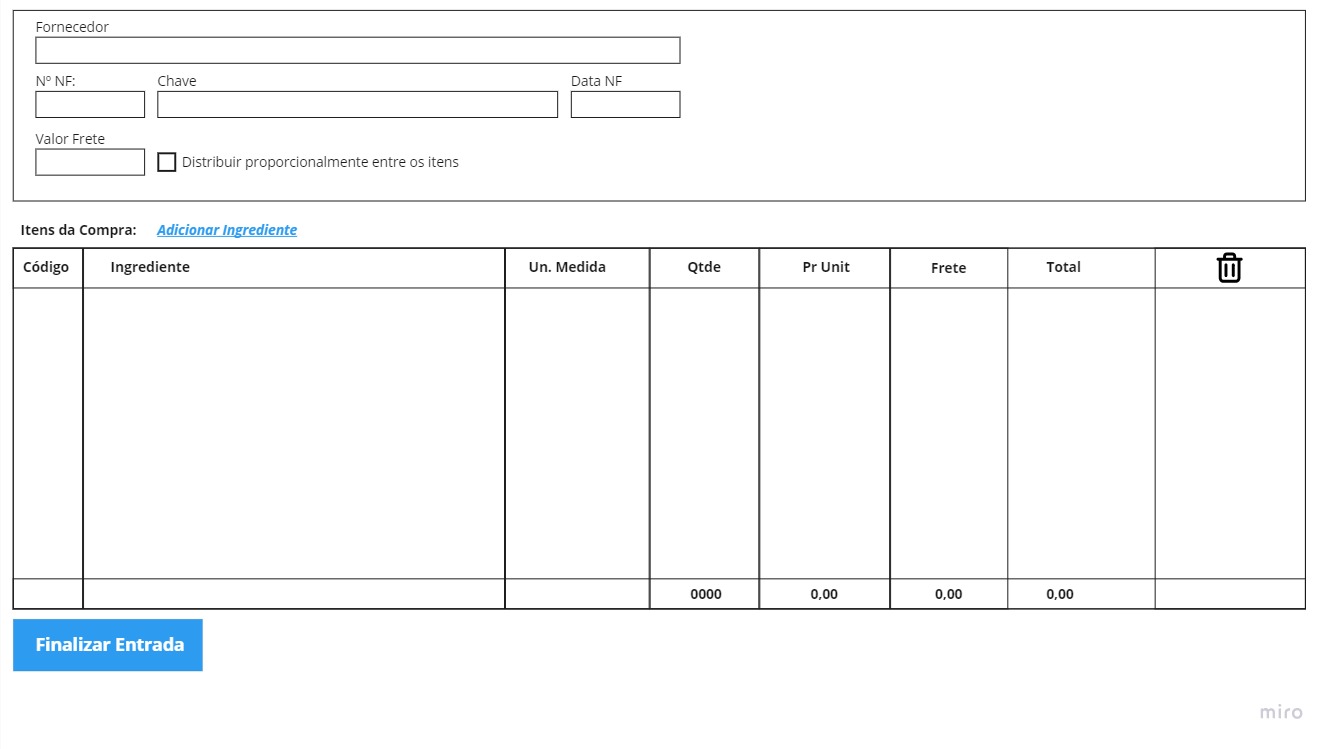 Fornecedor
Nº NF: Chave Data NF
Valor Frete
Distribuir proporcionalmente entre os itens
Itens da Compra: Adicionar Ingrediente
Código Ingrediente Un. Medida Qtde Pr Unit Frete Total
0000 0,00 0,00 0,00
Finalizar Entrada
miro